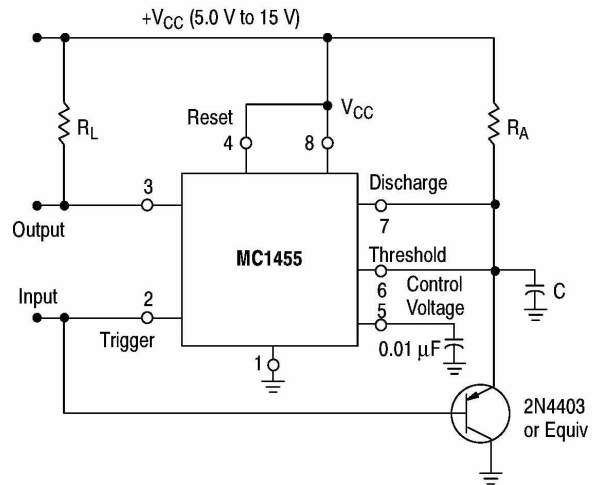 +VCC (5.0 V to 15 V)
RL
Reset
4
8
VCC
RA
3
Discharge
7
Output
MC1455
Threshold
6
Control
Voltage
C
Input
2
Trigger
5
0.01 µF
1
2N4403
or Equiv